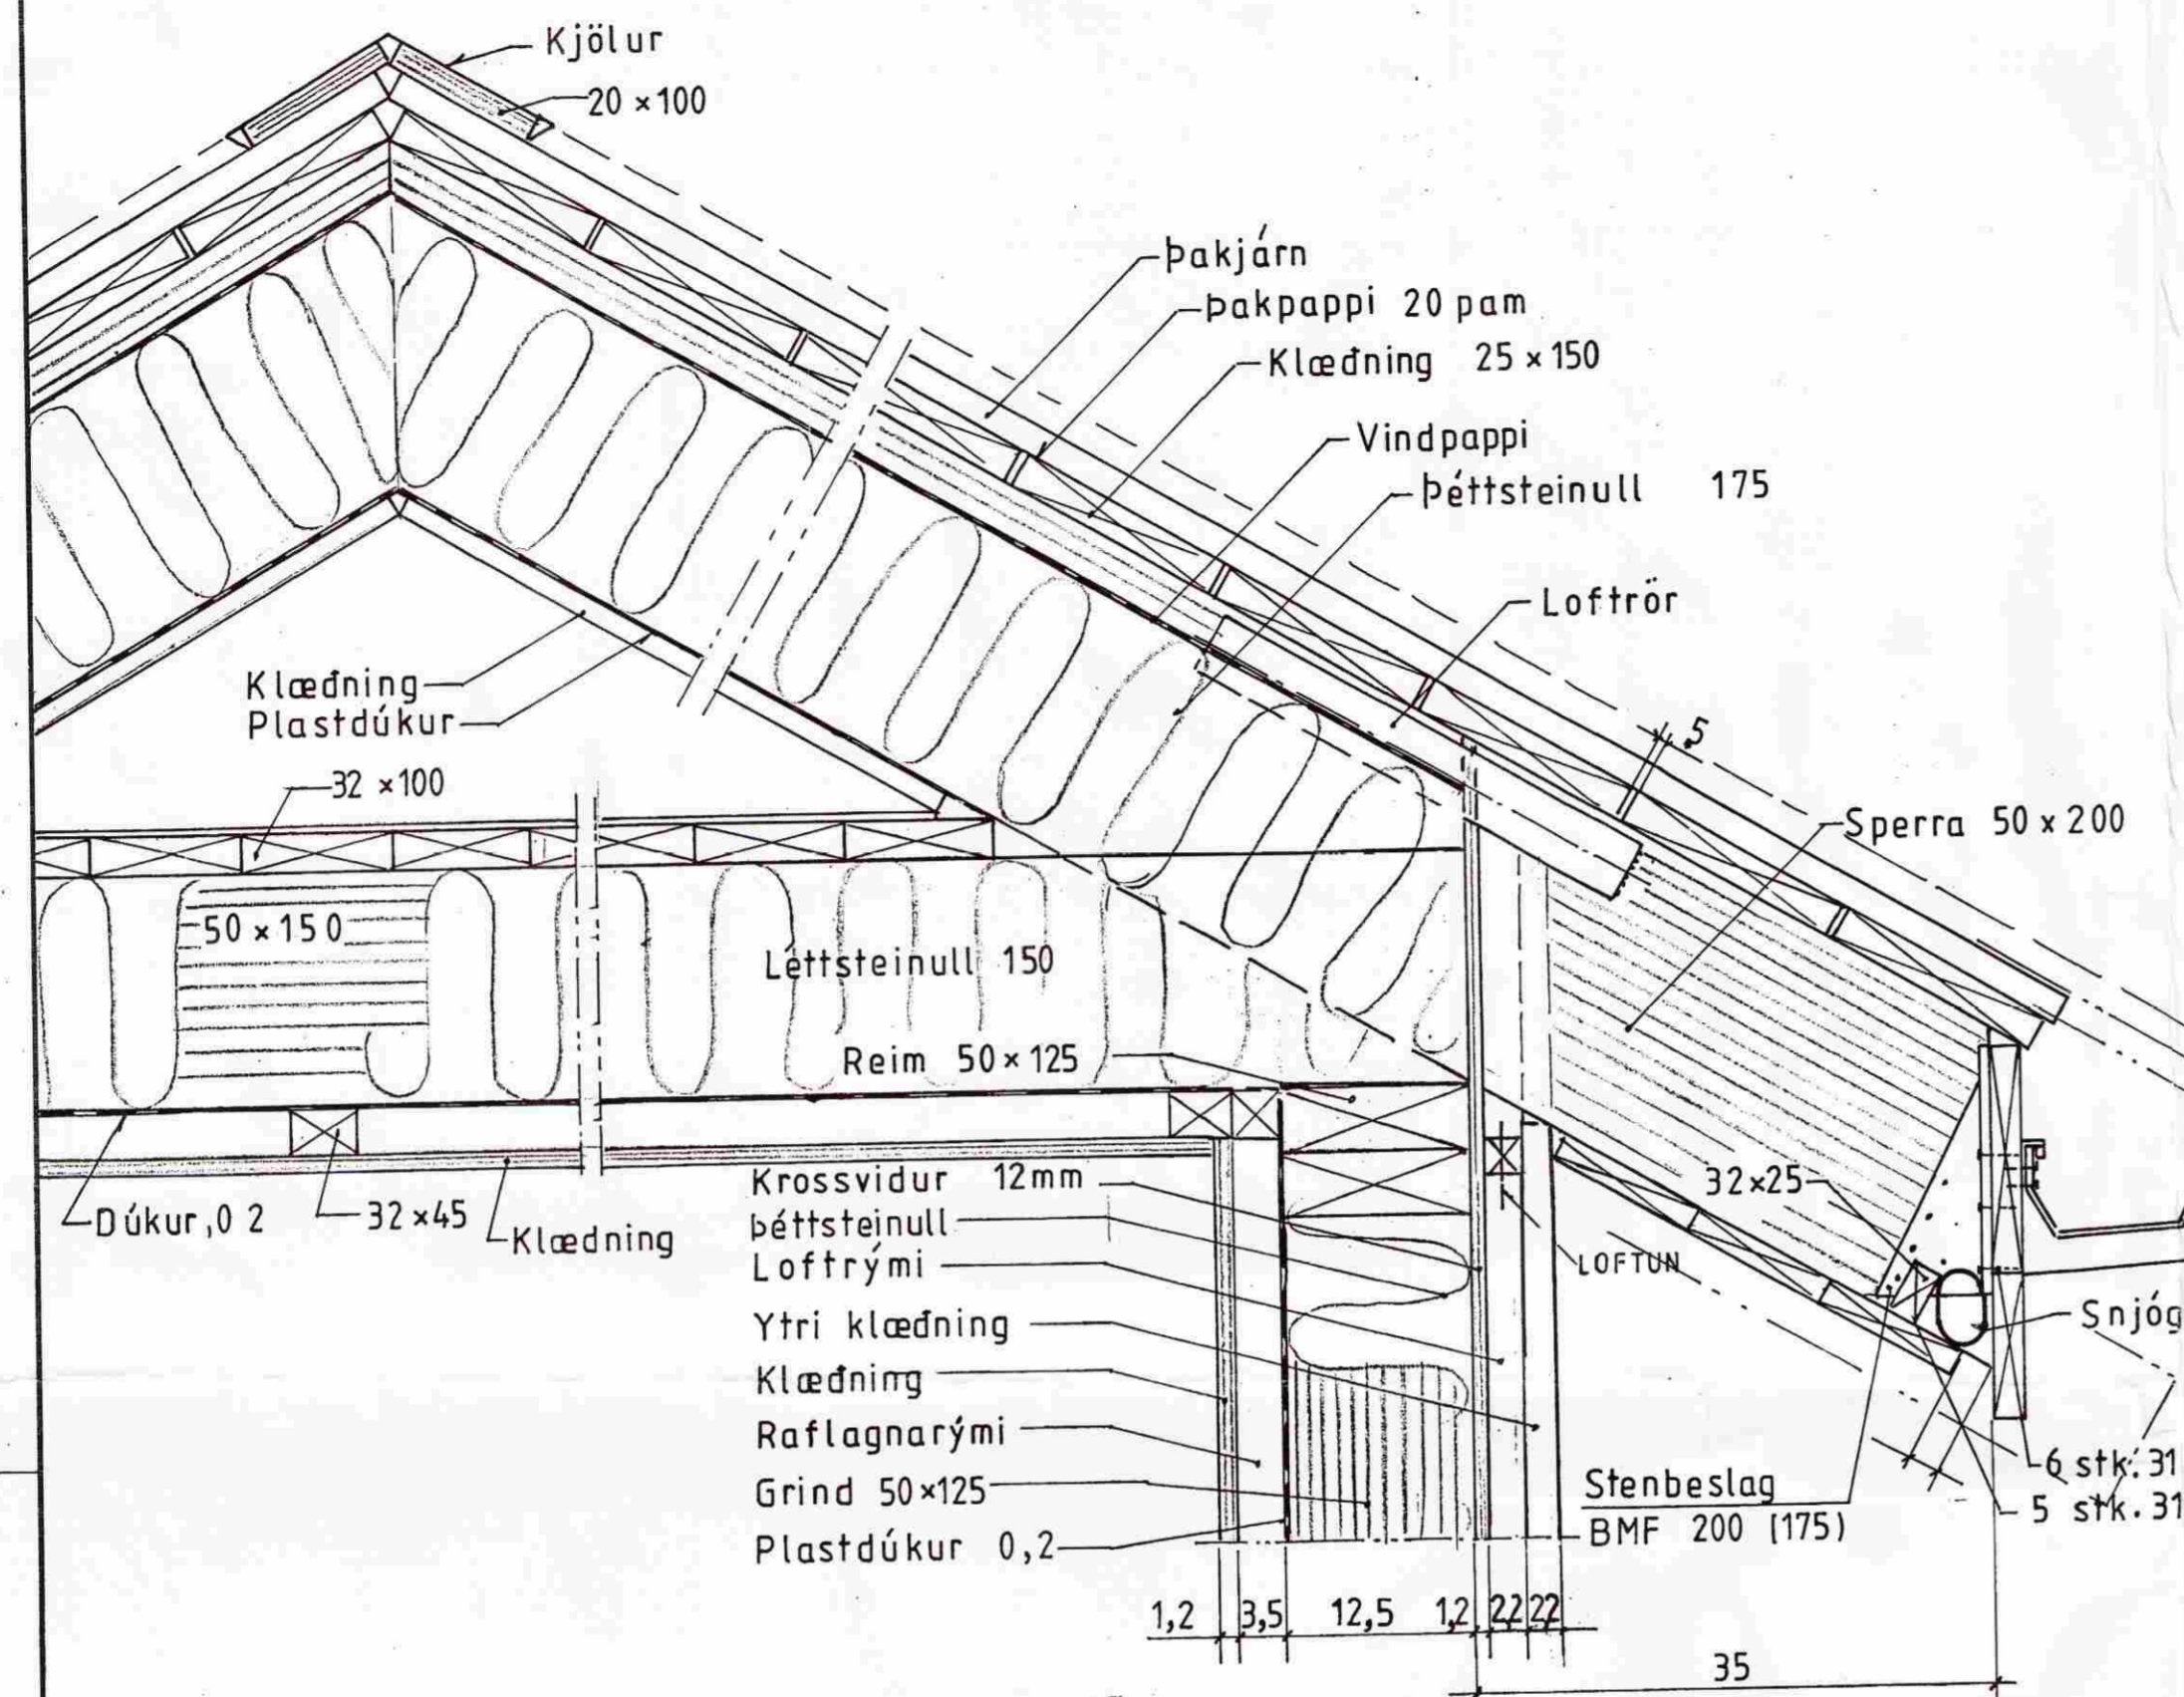 Kjölur
20 × 100
Þakjárn
Þakpappi 20 pam
Klæðning 25 × 150
Vindpappi
Þéttsteinull 175
Loftrör
Klæðning
Plastdúkur
32 × 100
5
Sperra 50 × 200
50 × 150
Léttsteinull 150
Reim 50 × 125
Dúkur,0 2
32×45
Klædning
Krossvidur 12mm
Þéttsteinull
Loftrými
Ytri klæðning
Klæðning
Raflagnarými
Grind 50×125
Plastdúkur 0,2
32×25
LOFTUN
Snjóg
6 stk. 31
5 stk. 31
Stenbeslag
BMF 200 (175)
1,2 3,5 12,5 1,2 22 22
35